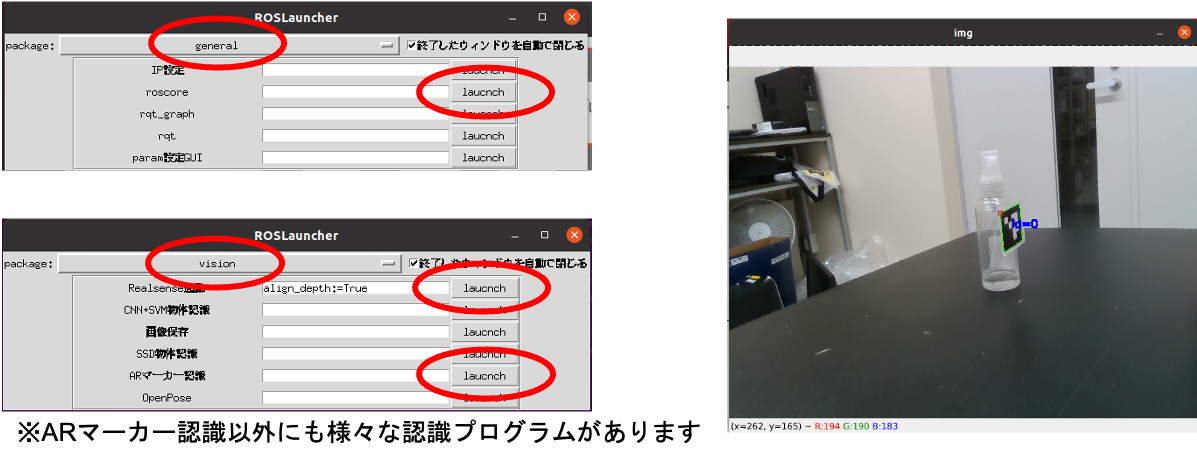 ROSLauncher
package: general ✓終了したウィンドウを自動で閉じる
IP設定 laucnch
roscore laucnch
rqt_graph laucnch
rqt laucnch
param設定GUI laucnch
ROSLauncher
package: vision ✓終了したウィンドウを自動で閉じる
Realsense起動 align_depth:=True laucnch
CNN+SVM物体認識 laucnch
画像保存 laucnch
SSD物体認識 laucnch
ARマーカー認識 laucnch
OpenPose laucnch
※ARマーカー認識以外にも様々な認識プログラムがあります
img
Id=0
(x=262, y=165) ~ R:194 G:190 B:183